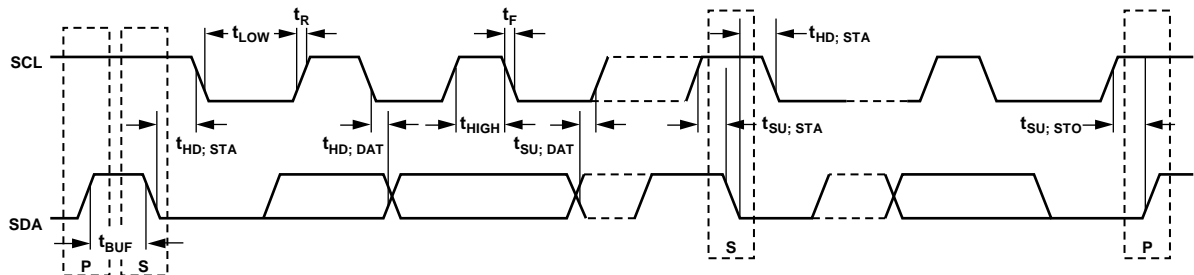 tR
tF
tLOW
tHD; STA
SCL
tHD; STA
tHD; DAT
tHIGH
tSU; DAT
tSU; STA
tSU; STO
SDA
tBUF
P
S
S
P